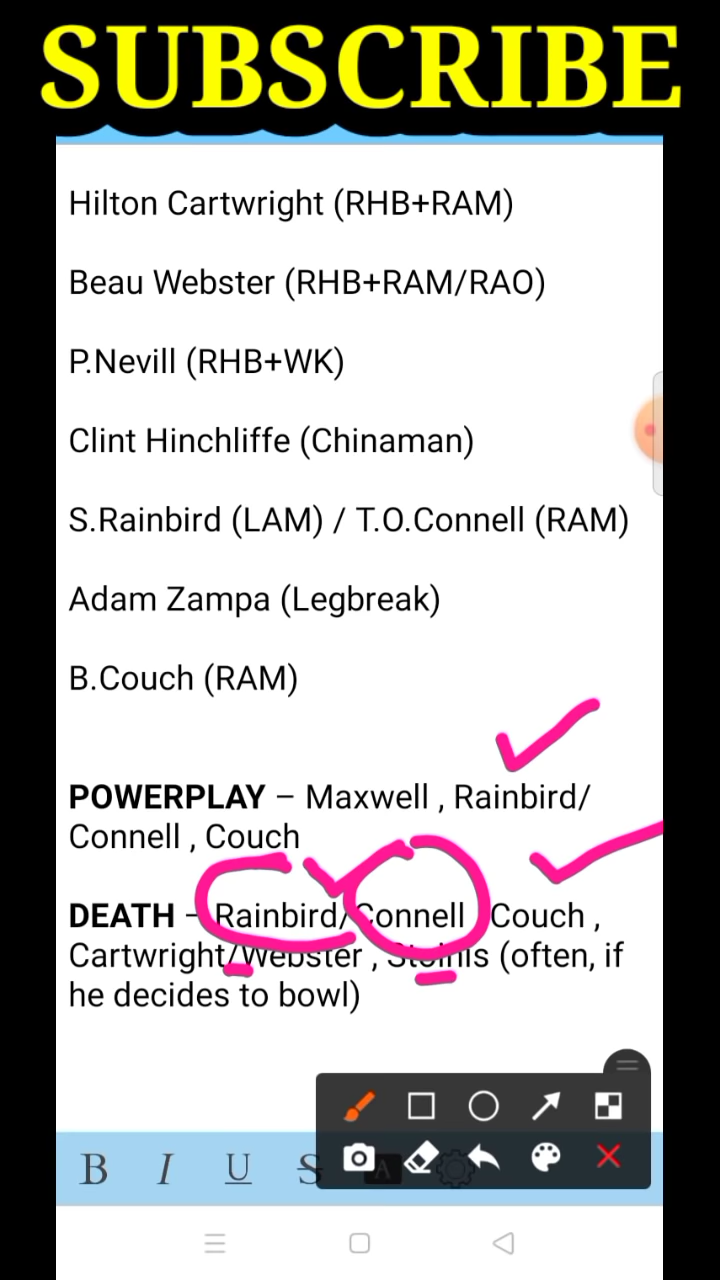 SUBSCRIBE
Hilton Cartwright (RHB+RAM)
Beau Webster (RHB+RAM/RAO)
P.Nevill (RHB+WK)
Clint Hinchliffe (Chinaman)
S.Rainbird (LAM) / T.O.Connell (RAM)
Adam Zampa (Legbreak)
B.Couch (RAM)
POWERPLAY – Maxwell , Rainbird/
Connell , Couch
DEATH – Rainbird/Connell , Couch ,
Cartwright/Webster , Stoinis (often, if
he decides to bowl)
B I U S A